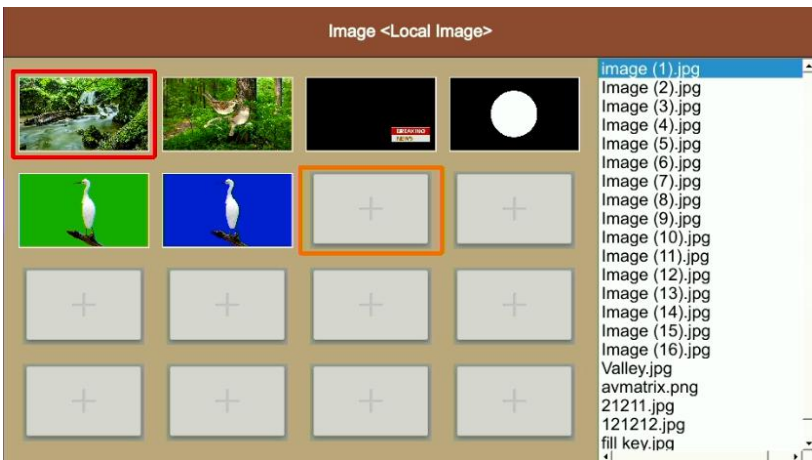 Image <Local Image>
BREAKING
NEWS
image (1).jpg
Image (2).jpg
Image (3).jpg
Image (4).jpg
Image (5).jpg
Image (6).jpg
Image (7).jpg
Image (8).jpg
Image (9).jpg
Image (10).jpg
Image (11).jpg
Image (12).jpg
Image (13).jpg
Image (14).jpg
Image (15).jpg
Image (16).jpg
Valley.jpg
avmatrix.png
21211.jpg
121212.jpg
fill key.jpg